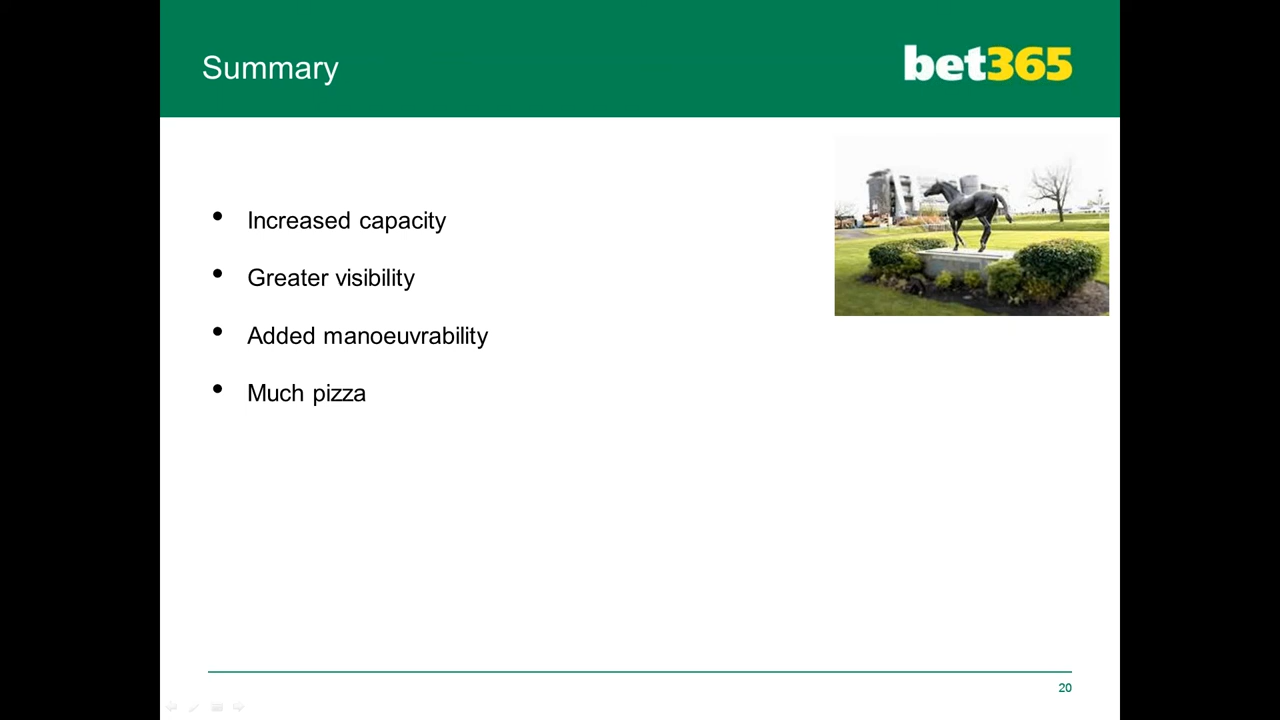 Summary
bet365
Increased capacity
Greater visibility
Added manoeuvrability
Much pizza
20